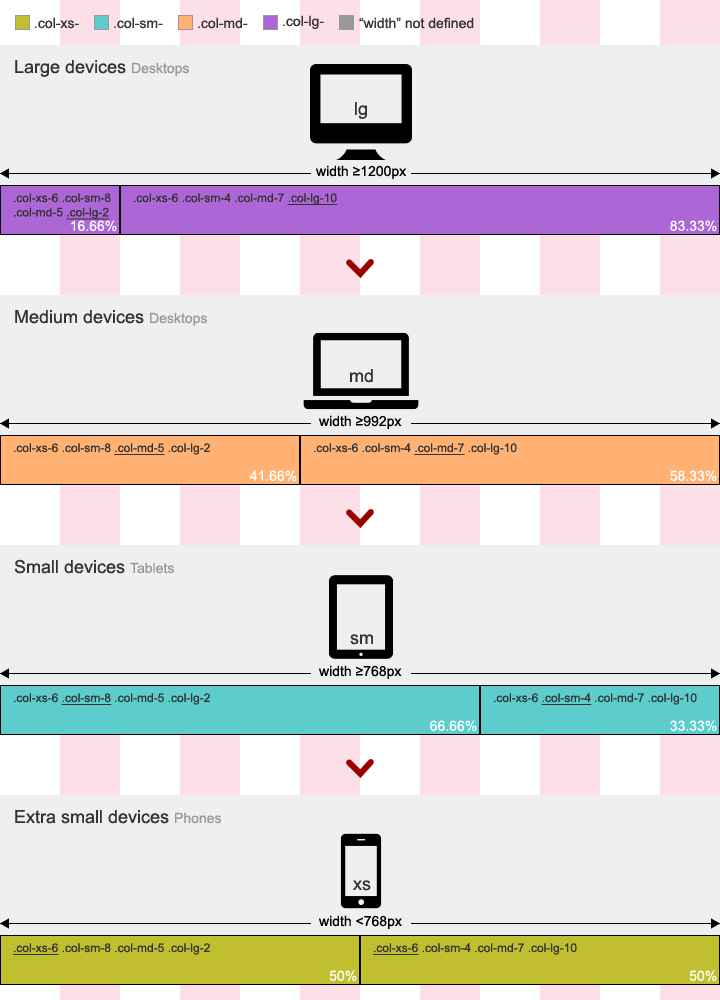 .col-xs- .col-sm- .col-md- .col-lg- “width” not defined
Large devices Desktops
lg
width ≥1200px
.col-xs-6 .col-sm-8
.col-md-5 .col-lg-2
16.66%
.col-xs-6 .col-sm-4 .col-md-7 .col-lg-10
83.33%
Medium devices Desktops
md
width ≥992px
.col-xs-6 .col-sm-8 .col-md-5 .col-lg-2
41.66%
.col-xs-6 .col-sm-4 .col-md-7 .col-lg-10
58.33%
Small devices Tablets
sm
width ≥768px
.col-xs-6 .col-sm-8 .col-md-5 .col-lg-2
66.66%
.col-xs-6 .col-sm-4 .col-md-7 .col-lg-10
33.33%
Extra small devices Phones
xs
width <768px
.col-xs-6 .col-sm-8 .col-md-5 .col-lg-2
50%
.col-xs-6 .col-sm-4 .col-md-7 .col-lg-10
50%